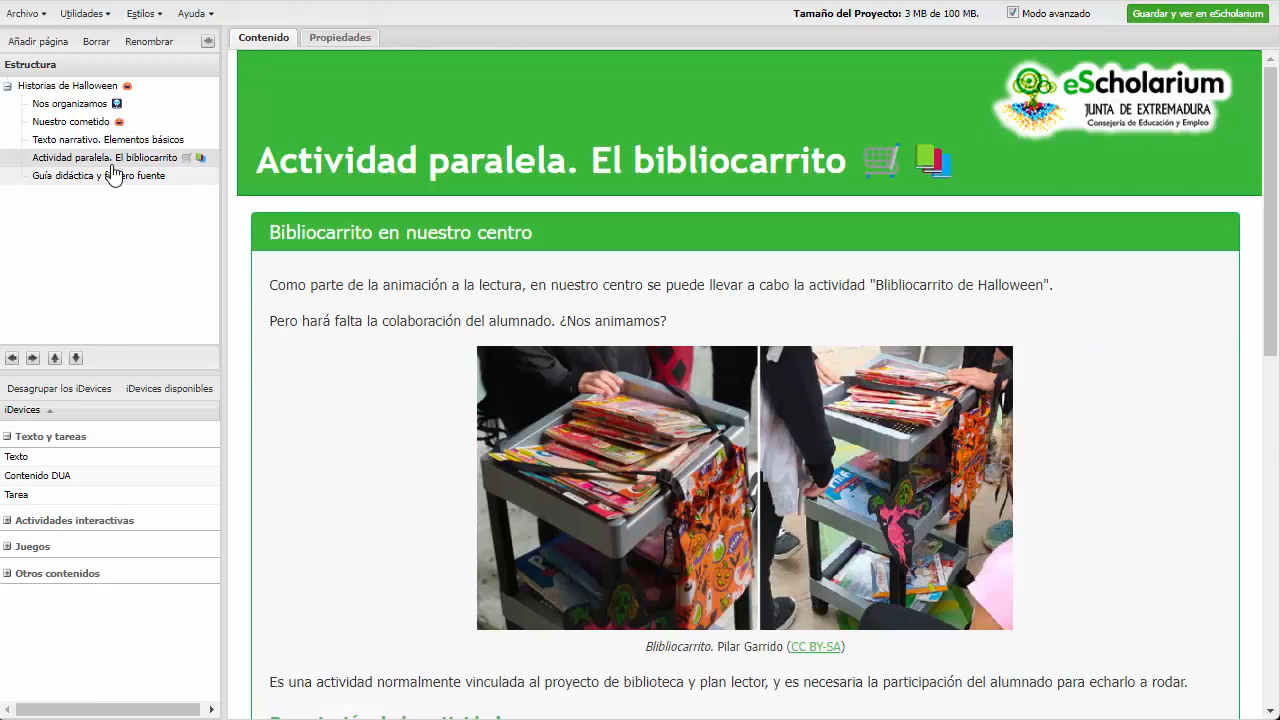 Archivo Utilidades Estilos Ayuda Tamaño del Proyecto: 3 MB de 100 MB. Modo avanzado Guardar y ver en eScholarium
Añadir página Borrar Renombrar
Contenido Propiedades
Estructura
Historias de Halloween
Nos organizamos
Nuestro cometido
Texto narrativo. Elementos básicos
Actividad paralela. El bibliocarrito
Guía didáctica y fichero fuente
Desagrupar los iDevices iDevices disponibles
iDevices
Texto y tareas
Texto
Contenido DUA
Tarea
Actividades interactivas
Juegos
Otros contenidos
eScholarium
JUNTA DE EXTREMADURA
Consejería de Educación y Empleo
Actividad paralela. El bibliocarrito
Bibliocarrito en nuestro centro
Como parte de la animación a la lectura, en nuestro centro se puede llevar a cabo la actividad "Blibliocarrito de Halloween".
Pero hará falta la colaboración del alumnado. ¿Nos animamos?
Blibliocarrito. Pilar Garrido (CC BY-SA)
Es una actividad normalmente vinculada al proyecto de biblioteca y plan lector, y es necesaria la participación del alumnado para echarlo a rodar.